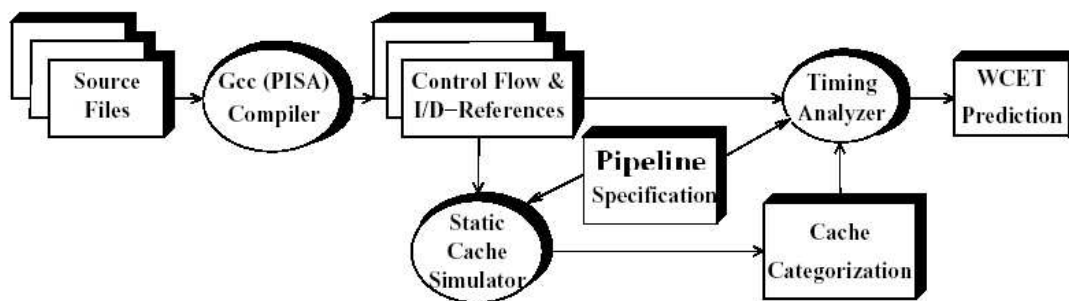 Source
Files
Gcc (PISA)
Compiler
Control Flow &
I/D−References
Timing
Analyzer
WCET
Prediction
Pipeline
Specification
Static
Cache
Simulator
Cache
Categorization